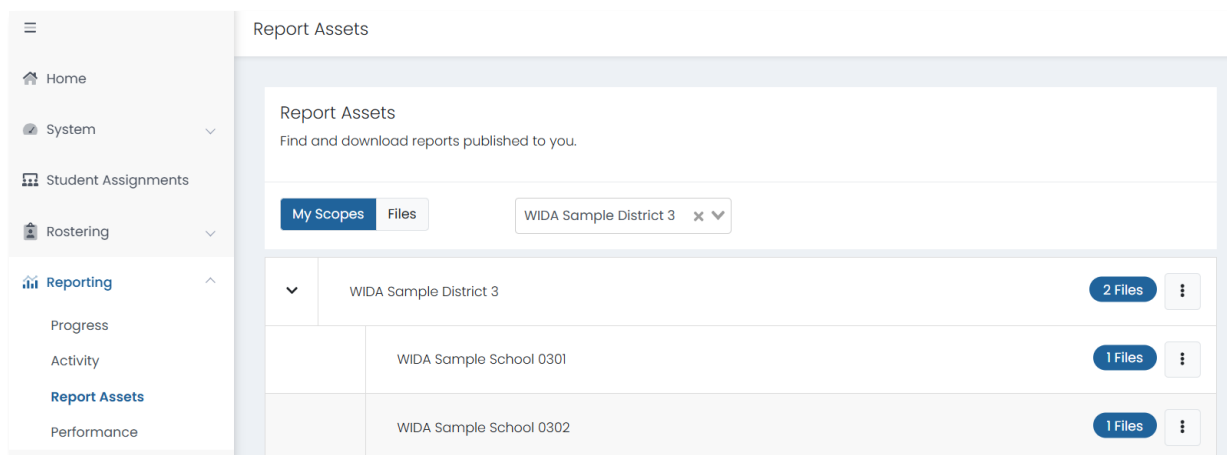 Report Assets
Home
System
Student Assignments
Rostering
Reporting
Progress
Activity
Report Assets
Performance
Report Assets
Find and download reports published to you.
My Scopes Files WIDA Sample District 3
WIDA Sample District 3 2 Files
WIDA Sample School 0301 1 Files
WIDA Sample School 0302 1 Files